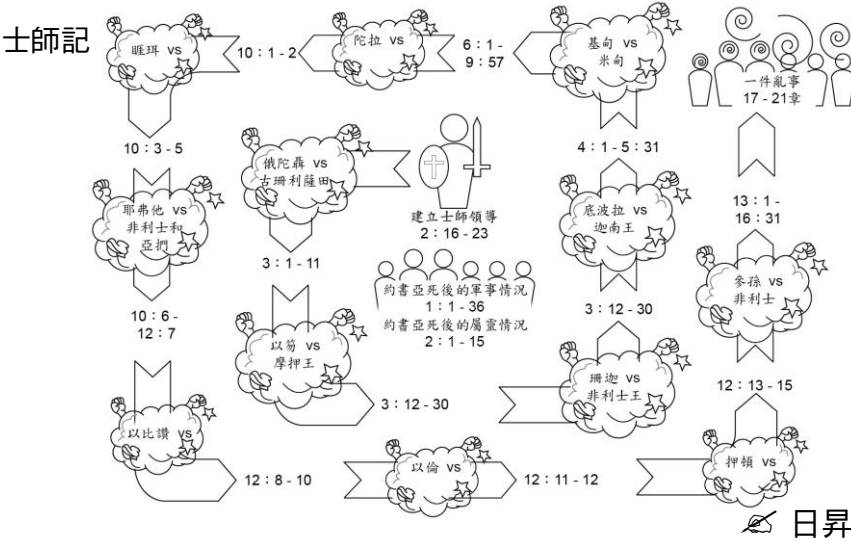 士師記
睚珥 vs
10：1-2
陀拉 vs
6：1-
9：57
基甸 vs
米甸
一件亂事
17-21章
10：3-5
俄陀聶 vs
古珊利薩田
建立士師領導
2：16-23
4：1-5：31
耶弗他 vs
非利士和
亞捫
3：1-11
底波拉 vs
迦南王
13：1-
16：31
約書亞死後的軍事情況
1：1-36
約書亞死後的屬靈情況
2：1-15
參孫 vs
非利士
10：6-
12：7
以笏 vs
摩押王
3：12-30
3：12-30
珊迦 vs
非利士王
12：13-15
以比讚 vs
12：8-10
以倫 vs
12：11-12
押頓 vs
日昇